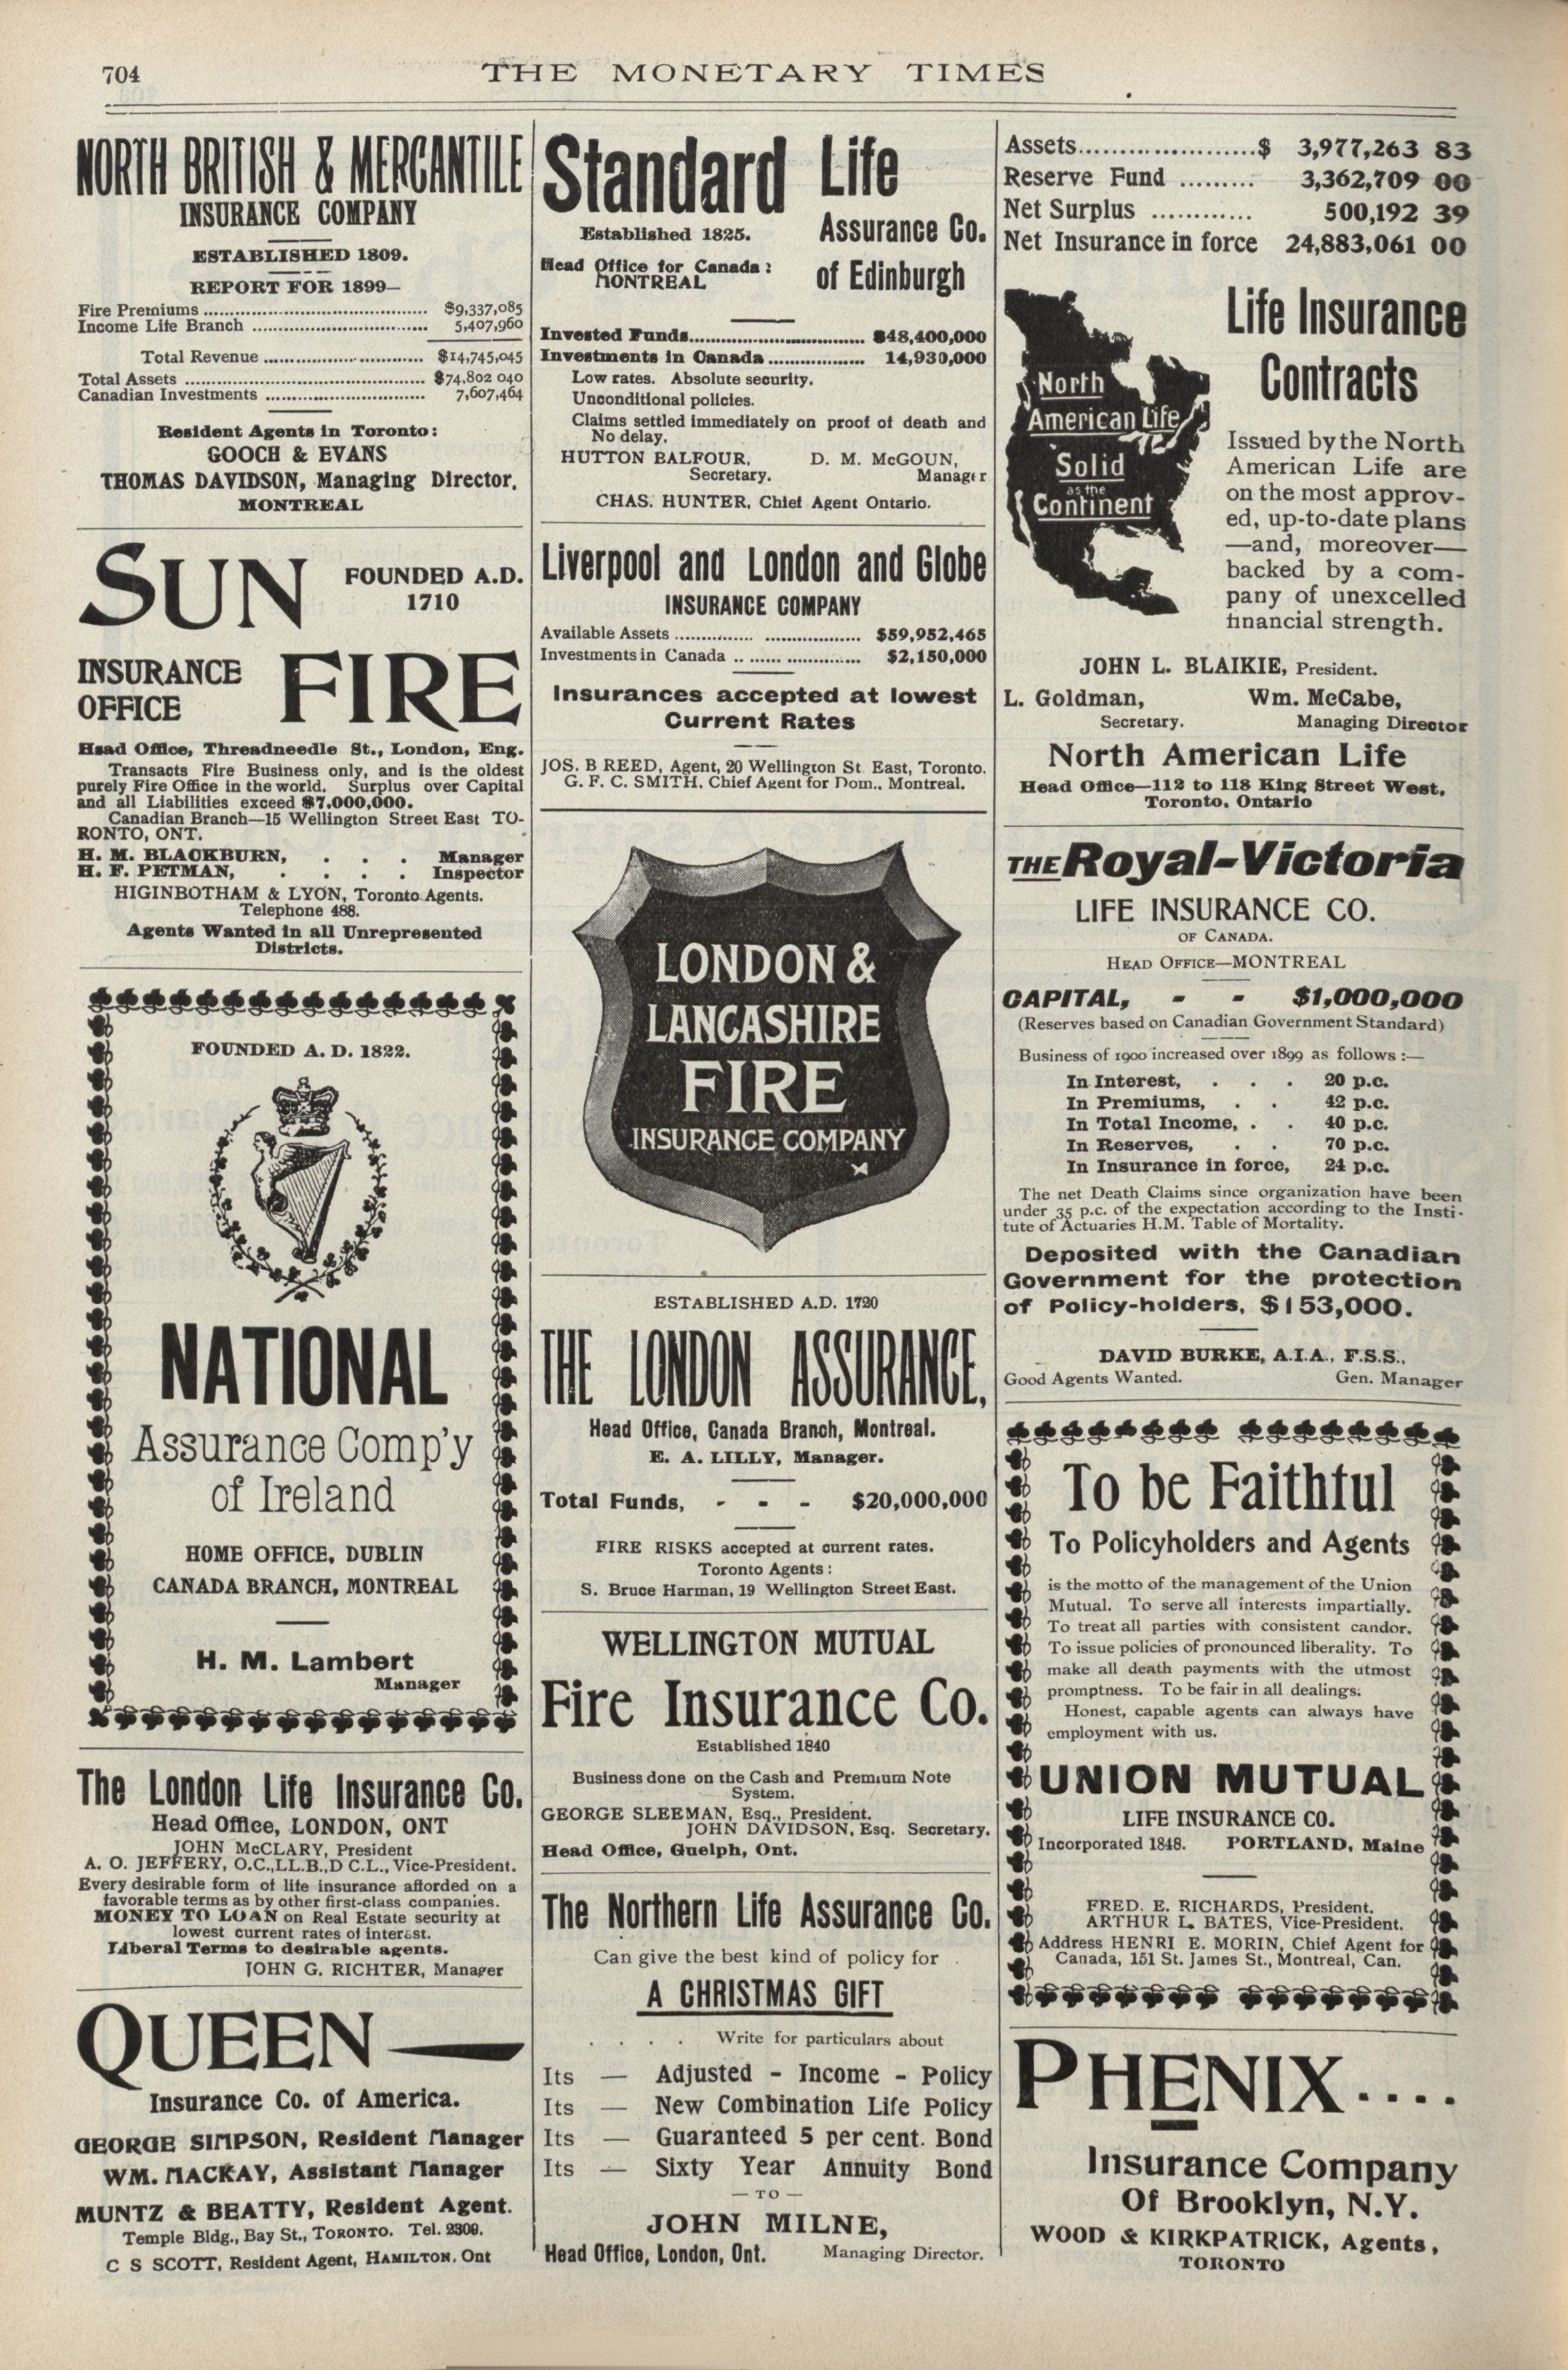 704
THE MONETARY TIMES
NORTH BRITISH & MERCANTILE
INSURANCE COMPANY
ESTABLISHED 1809.
REPORT FOR 1899—
Fire Premiums ........................................ $9,337,085
Income Life Branch ................................ 5,407,960
Total Revenue ............................. $14,745,045
Total Assets ............................................ $74,802 040
Canadian Investments ............................. 7,607,464
Resident Agents in Toronto:
GOOCH & EVANS
THOMAS DAVIDSON, Managing Director,
MONTREAL
SUN
FOUNDED A.D.
1710
INSURANCE
OFFICE
FIRE
Head Office, Threadneedle St., London, Eng.
Transacts Fire Business only, and is the oldest
purely Fire Office in the world. Surplus over Capital
and all Liabilities exceed $7,000,000.
Canadian Branch—15 Wellington Street East TO-
RONTO, ONT.
H. M. BLACKBURN, . . . Manager
H. F. PETMAN, . . . . Inspector
HIGINBOTHAM & LYON, Toronto Agents.
Telephone 488.
Agents Wanted in all Unrepresented
Districts.
FOUNDED A. D. 1822.
NATIONAL
Assurance Comp'y
of Ireland
HOME OFFICE, DUBLIN
CANADA BRANCH, MONTREAL
H. M. Lambert
Manager
The London Life Insurance Co.
Head Office, LONDON, ONT
JOHN McCLARY, President
A. O. JEFFERY, O.C.,LL.B.,D C.L., Vice-President.
Every desirable form of life insurance afforded on a
favorable terms as by other first-class companies.
MONEY TO LOAN on Real Estate security at
lowest current rates of interest.
Liberal Terms to desirable agents.
JOHN G. RICHTER, Manager
QUEEN—
Insurance Co. of America.
GEORGE SIMPSON, Resident Manager
WM. MACKAY, Assistant Manager
MUNTZ & BEATTY, Resident Agent.
Temple Bldg., Bay St., TORONTO. Tel. 2309.
C S SCOTT, Resident Agent, HAMILTON. Ont
Standard Life
Established 1825.
Assurance Co.
Head Office for Canada:
MONTREAL
of Edinburgh
Invested Funds........................................ $48,400,000
Investments in Canada.................. 14,930,000
Low rates. Absolute security.
Unconditional policies.
Claims settled immediately on proof of death and
No delay.
HUTTON BALFOUR, D. M. McGOUN,
Secretary. Manager
CHAS. HUNTER, Chief Agent Ontario.
Liverpool and London and Globe
INSURANCE COMPANY
Available Assets .............. ................... $59,952,465
Investments in Canada .. ....... .............. $2,150,000
Insurances accepted at lowest
Current Rates
JOS. B REED, Agent, 20 Wellington St East, Toronto.
G. F. C. SMITH, Chief Agent for Dom., Montreal.
LONDON &
LANCASHIRE
FIRE
INSURANCE COMPANY
ESTABLISHED A.D. 1720
THE LONDON ASSURANCE,
Head Office, Canada Branch, Montreal.
E. A. LILLY, Manager.
Total Funds, - - - $20,000,000
FIRE RISKS accepted at current rates.
Toronto Agents:
S. Bruce Harman, 19 Wellington Street East.
WELLINGTON MUTUAL
Fire Insurance Co.
Established 1840
Business done on the Cash and Premium Note
System.
GEORGE SLEEMAN, Esq., President.
JOHN DAVIDSON, Esq. Secretary.
Head Office, Guelph, Ont.
The Northern Life Assurance Co.
Can give the best kind of policy for
A CHRISTMAS GIFT
. . . . Write for particulars about
Its — Adjusted - Income - Policy
Its — New Combination Life Policy
Its — Guaranteed 5 per cent. Bond
Its — Sixty Year Annuity Bond
— TO —
JOHN MILNE,
Head Office, London, Ont. Managing Director.
Assets......................$ 3,977,263 83
Reserve Fund ......... 3,362,709 00
Net Surplus ............ 500,192 39
Net Insurance in force 24,883,061 00
North
American Life
Solid
as the
Continent
Life Insurance
Contracts
Issued by the North
American Life are
on the most approv-
ed, up-to-date plans
—and, moreover—
backed by a com-
pany of unexcelled
financial strength.
JOHN L. BLAIKIE, President.
L. Goldman, Wm. McCabe,
Secretary. Managing Director
North American Life
Head Office—112 to 118 King Street West,
Toronto, Ontario
THE Royal-Victoria
LIFE INSURANCE CO.
OF CANADA.
HEAD OFFICE—MONTREAL
CAPITAL, - - $1,000,000
(Reserves based on Canadian Government Standard)
Business of 1900 increased over 1899 as follows :—
In Interest, . . . 20 p.c.
In Premiums, . . 42 p.c.
In Total Income, . . 40 p.c.
In Reserves, . . 70 p.c.
In Insurance in force, 24 p.c.
The net Death Claims since organization have been
under 35 p.c. of the expectation according to the Insti-
tute of Actuaries H.M. Table of Mortality.
Deposited with the Canadian
Government for the protection
of Policy-holders, $153,000.
DAVID BURKE, A.I.A., F.S.S.,
Good Agents Wanted. Gen. Manager
To be Faithful
To Policyholders and Agents
is the motto of the management of the Union
Mutual. To serve all interests impartially.
To treat all parties with consistent candor.
To issue policies of pronounced liberality. To
make all death payments with the utmost
promptness. To be fair in all dealings.
Honest, capable agents can always have
employment with us.
UNION MUTUAL
LIFE INSURANCE CO.
Incorporated 1848. PORTLAND, Maine
FRED. E. RICHARDS, President.
ARTHUR L. BATES, Vice-President.
Address HENRI E. MORIN, Chief Agent for
Canada, 151 St. James St., Montreal, Can.
PHENIX....
Insurance Company
Of Brooklyn, N.Y.
WOOD & KIRKPATRICK, Agents,
TORONTO